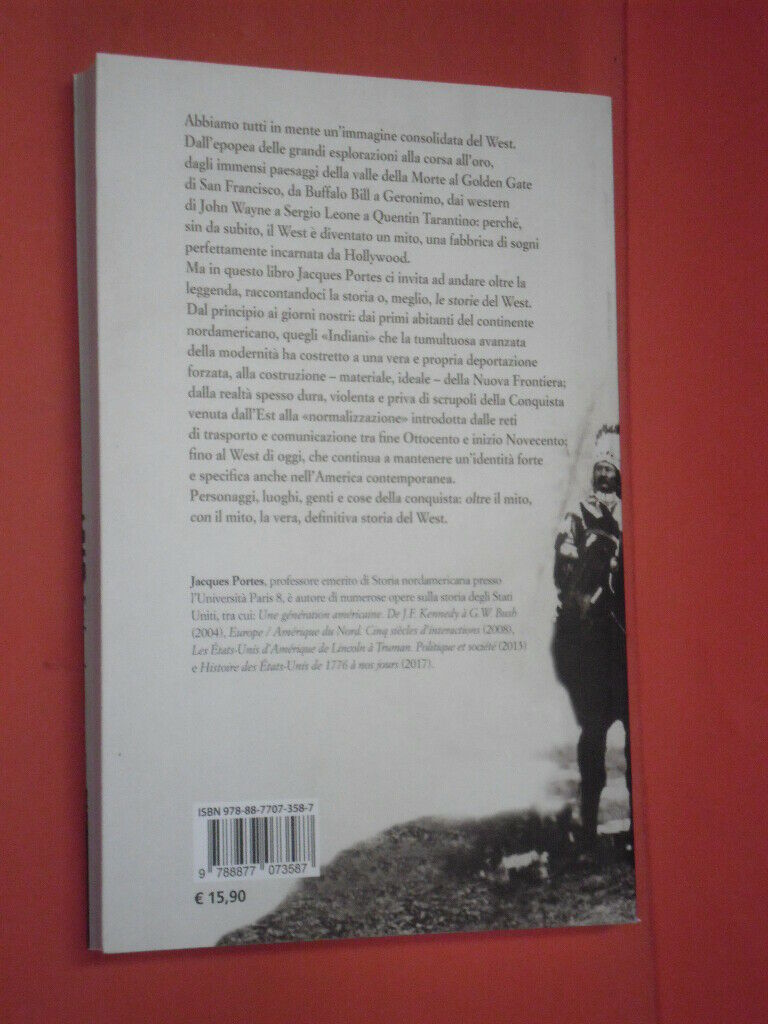 Abbiamo tutti in mente un'immagine consolidata del West.
Dall'epopea delle grandi esplorazioni alla corsa all'oro,
dagli immensi paesaggi della valle della Morte al Golden Gate
di San Francisco, da Buffalo Bill a Geronimo, dai western
di John Wayne a Sergio Leone a Quentin Tarantino: perché,
sin da subito, il West è diventato un mito, una fabbrica di sogni
perfettamente incarnata da Hollywood.
Ma in questo libro Jacques Portes ci invita ad andare oltre la
leggenda, raccontandoci la storia o, meglio, le storie del West.
Dal principio ai giorni nostri: dai primi abitanti del continente
nordamericano, quegli «Indiani» che la tumultuosa avanzata
della modernità ha costretto a una vera e propria deportazione
forzata, alla costruzione – materiale, ideale – della Nuova Frontiera;
dalla realtà spesso dura, violenta e priva di scrupoli della Conquista
venuta dall'Est alla «normalizzazione» introdotta dalle reti
di trasporto e comunicazione tra fine Ottocento e inizio Novecento;
fino al West di oggi, che continua a mantenere un'identità forte
e specifica anche nell'America contemporanea.
Personaggi, luoghi, genti e cose della conquista: oltre il mito,
con il mito, la vera, definitiva storia del West.
Jacques Portes, professore emerito di Storia nordamericana presso
l'Università Paris 8, è autore di numerose opere sulla storia degli Stati
Uniti, tra cui: Une génération américaine. De J.F. Kennedy à G.W. Bush
(2004), Europe / Amérique du Nord. Cinq siècles d'interactions (2008),
Les États-Unis d'Amérique de Lincoln à Truman. Politique et société (2013)
e Histoire des États-Unis de 1776 à nos jours (2017).
ISBN 978-88-7707-358-7
9 788877 073587
€ 15,90